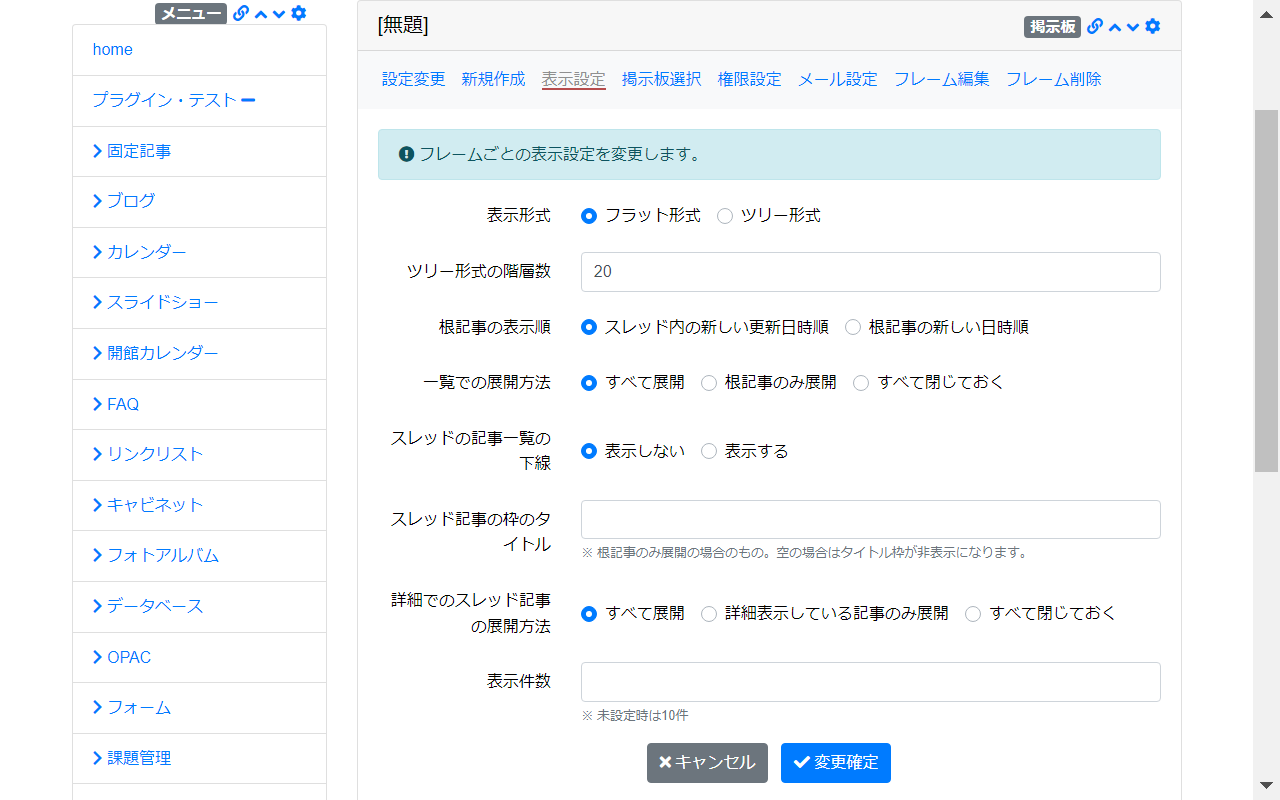 メニュー
home
プラグイン・テスト
固定記事
ブログ
カレンダー
スライドショー
開館カレンダー
FAQ
リンクリスト
キャビネット
フォトアルバム
データベース
OPAC
フォーム
課題管理
[無題]
掲示板
設定変更 新規作成 表示設定 掲示板選択 権限設定 メール設定 フレーム編集 フレーム削除
フレームごとの表示設定を変更します。
表示形式 フラット形式 ツリー形式
ツリー形式の階層数 20
根記事の表示順 スレッド内の新しい更新日時順 根記事の新しい日時順
一覧での展開方法 すべて展開 根記事のみ展開 すべて閉じておく
スレッドの記事一覧の
下線
表示しない 表示する
スレッド記事の枠のタ
イトル
※ 根記事のみ展開の場合のもの。空の場合はタイトル枠が非表示になります。
詳細でのスレッド記事
の展開方法
すべて展開 詳細表示している記事のみ展開 すべて閉じておく
表示件数
※ 未設定時は10件
キャンセル 変更確定